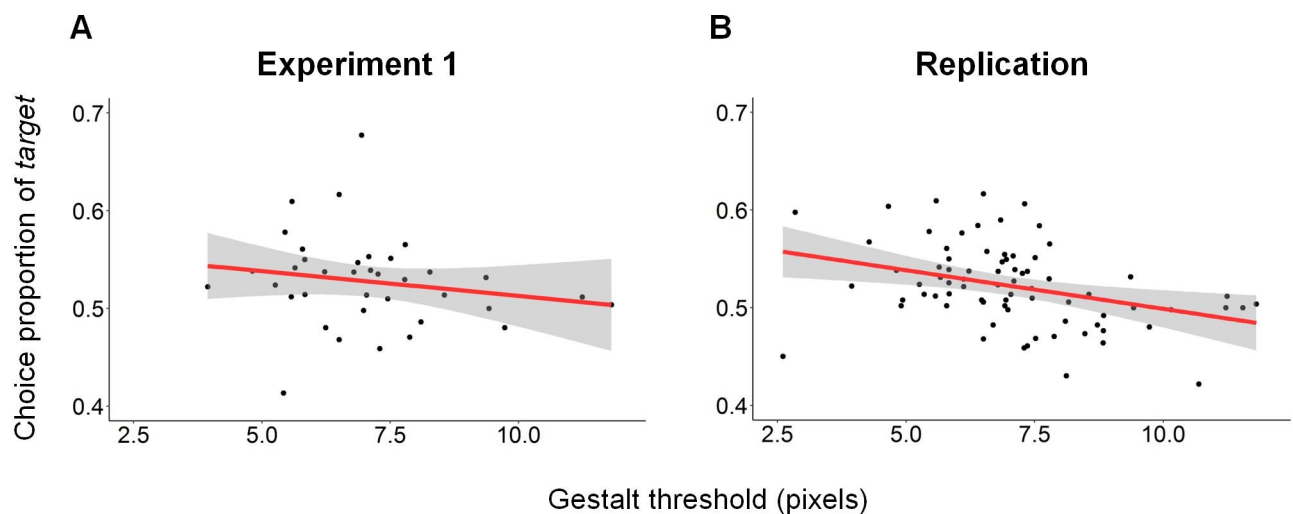 A
B
Experiment 1
Replication
Choice proportion of target
0.7
0.6
0.5
0.4
2.5 5.0 7.5 10.0
0.7
0.6
0.5
0.4
2.5 5.0 7.5 10.0
Gestalt threshold (pixels)